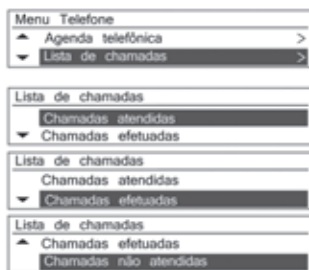 Menu Telefone
Agenda telefônica >
Lista de chamadas >
Lista de chamadas
Chamadas atendidas
Chamadas efetuadas
Lista de chamadas
Chamadas atendidas
Chamadas efetuadas
Lista de chamadas
Chamadas efetuadas
Chamadas não atendidas